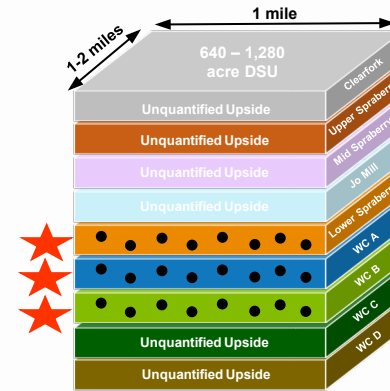 1 mile
1-2 miles
640 – 1,280
acre DSU
Clearfork
Unquantified Upside
Upper Spraberry
Unquantified Upside
Mid Spraberry
Unquantified Upside
Jo Mill
Unquantified Upside
Lower Spraberry
WC A
WC B
WC C
Unquantified Upside
WC D
Unquantified Upside